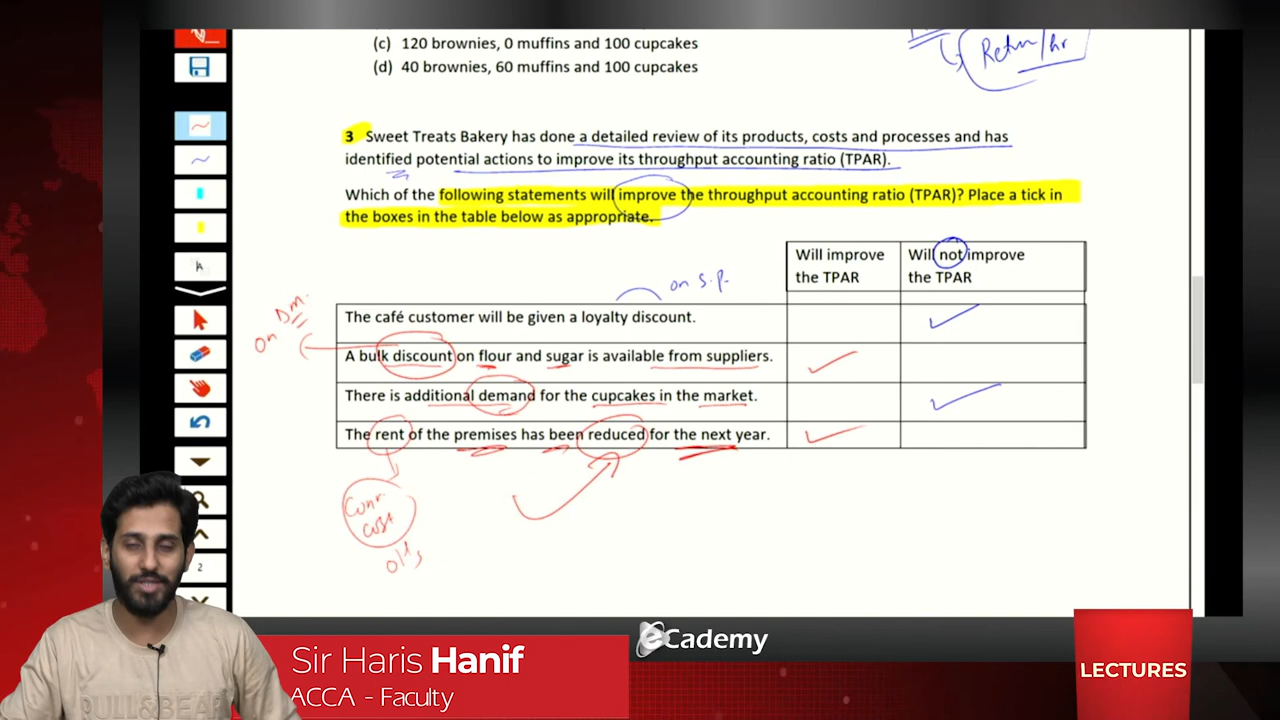 (c) 120 brownies, 0 muffins and 100 cupcakes
(d) 40 brownies, 60 muffins and 100 cupcakes
Return/hr
3 Sweet Treats Bakery has done a detailed review of its products, costs and processes and has
identified potential actions to improve its throughput accounting ratio (TPAR).
Which of the following statements will improve the throughput accounting ratio (TPAR)? Place a tick in
the boxes in the table below as appropriate.
Will improve Will not improve
the TPAR the TPAR
on s.p.
on Dm.
The café customer will be given a loyalty discount.
A bulk discount on flour and sugar is available from suppliers.
There is additional demand for the cupcakes in the market.
The rent of the premises has been reduced for the next year.
Conv.
cost
2
eCademy
Sir Haris Hanif
ACCA - Faculty
LECTURES
PULL&BEAR